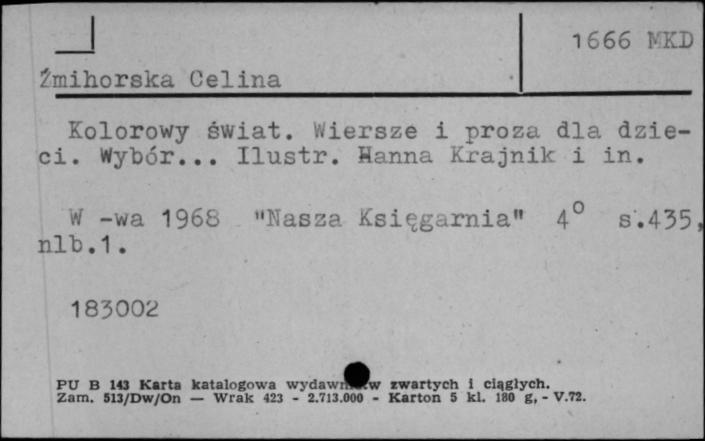 1666 MKD
Żmihorska Celina
Kolorowy świat. Wiersze i proza dla dzie-
ci. Wybór... Ilustr. Hanna Krajnik i in.
W -wa 1968 "Nasza Księgarnia" 4° s.435,
nlb.1.
183002
PU B 143 Karta katalogowa zwartych i ciągłych.
Zam. 513/Dw/On — Wrak 423 - 2.713.000 - Karton 5 kl. 180 g, - V.72.